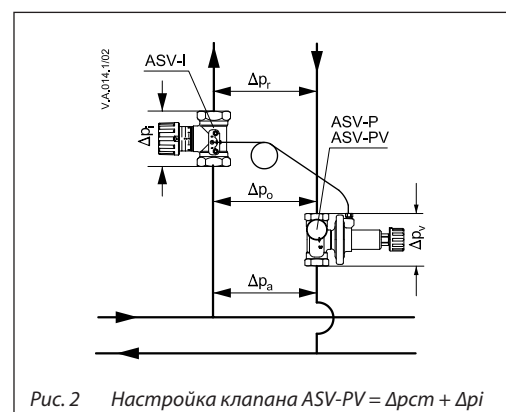 V.A.014.1/02
ASV-I
Δpᵣ
ASV-P
ASV-PV
Δpᵢ
Δpₒ
Δpᵥ
Δpₐ
Рис. 2 Настройка клапана ASV-PV = Δpcm + Δpi